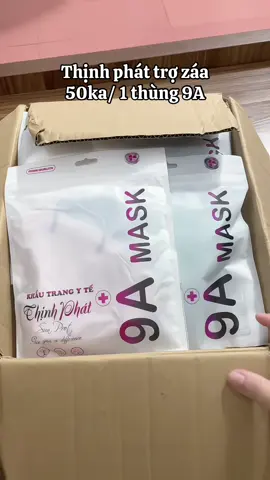 Thịnh phát trợ záa
50ka/ 1 thùng 9A
9A MASK
9A MASK
KHẨU TRANG Y TẾ
Thịnh Phát